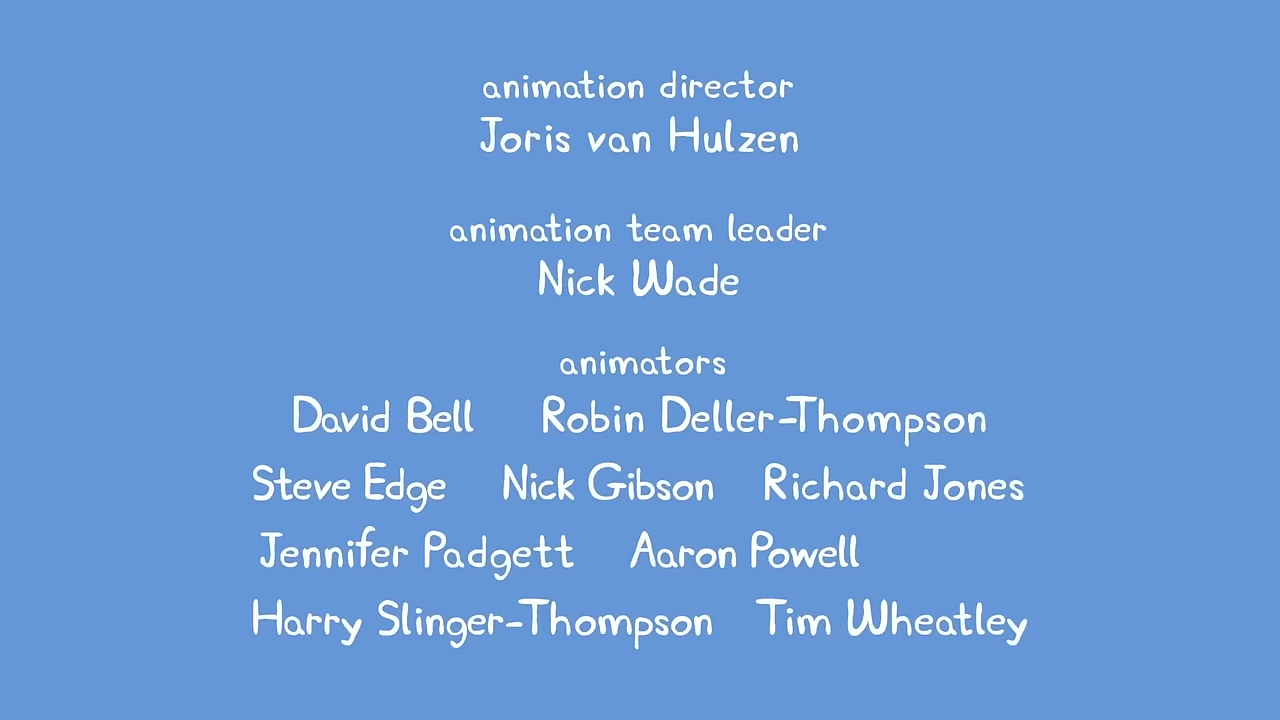 animation director
Joris van Hulzen
animation team leader
Nick Wade
animators
David Bell Robin Deller-Thompson
Steve Edge Nick Gibson Richard Jones
Jennifer Padgett Aaron Powell
Harry Slinger-Thompson Tim Wheatley